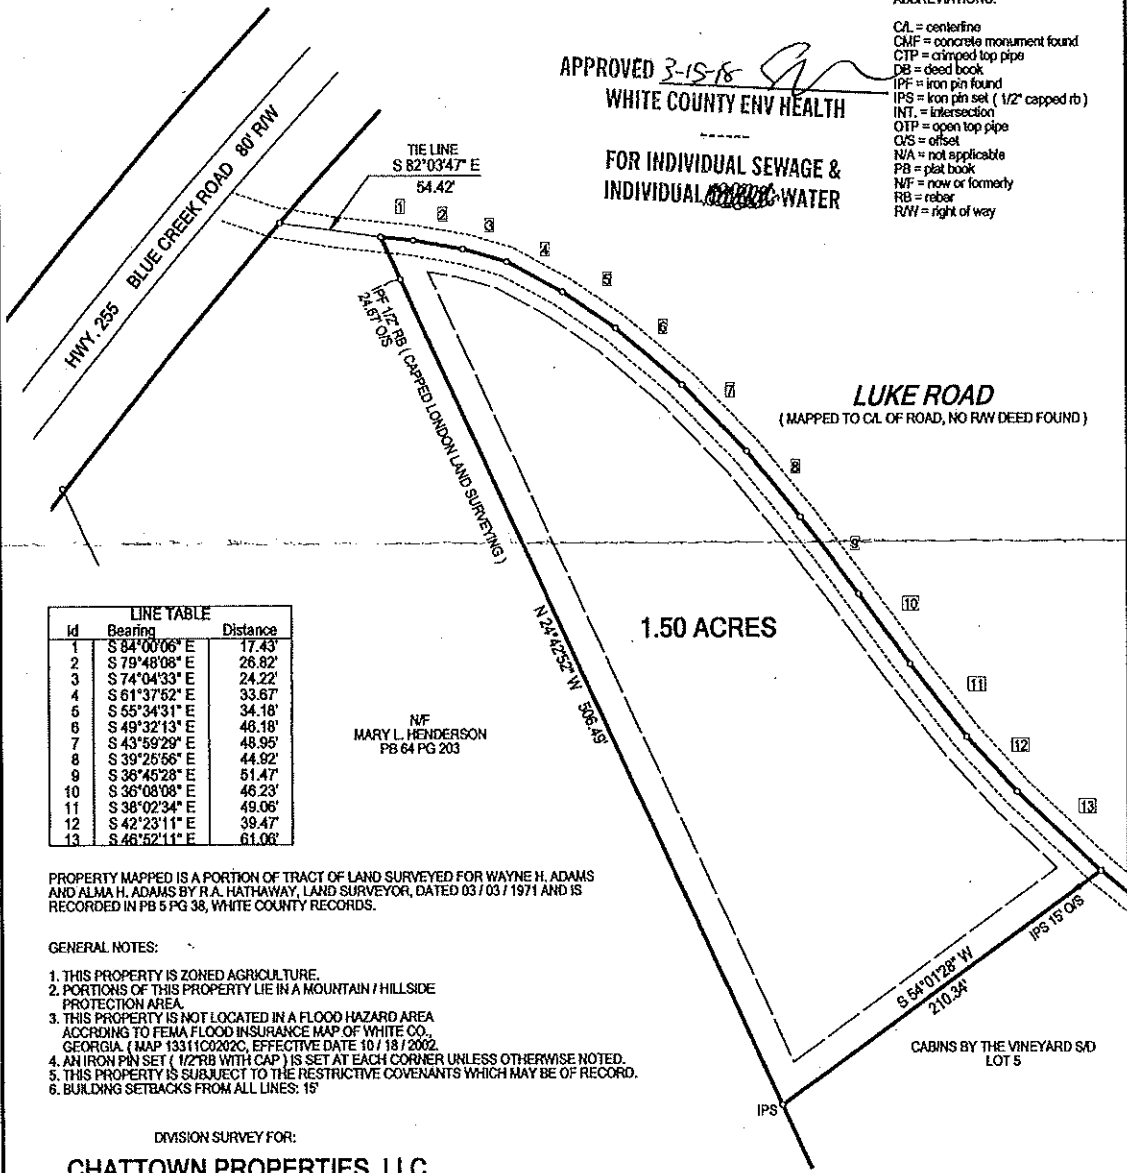 ABBREVIATIONS:
C/L = centerline
CMF = concrete monument found
CTP = crimped top pipe
DB = deed book
IPF = iron pin found
IPS = iron pin set ( 1/2" capped rb )
INT. = intersection
OTP = open top pipe
O/S = offset
N/A = not applicable
PB = plat book
N/F = now or formerly
RB = rebar
R/W = right of way
APPROVED 3-15-18
WHITE COUNTY ENV HEALTH
------
FOR INDIVIDUAL SEWAGE &
INDIVIDUAL WATER
HWY. 255 BLUE CREEK ROAD 80' R/W
TIE LINE
S 82°03'47" E
54.42'
1
2
3
4
5
6
7
8
9
10
11
12
13
IPF 1/2" RB ( CAPPED LONDON LAND SURVEYING )
24.67' O/S
LUKE ROAD
( MAPPED TO C/L OF ROAD, NO R/W DEED FOUND )
1.50 ACRES
N 24°42'52" W 506.49'
N/F
MARY L. HENDERSON
PB 64 PG 203
LINE TABLE
Id Bearing Distance
1 S 84°00'06" E 17.43'
2 S 79°48'08" E 26.82'
3 S 74°04'33" E 24.22'
4 S 61°37'52" E 33.67'
5 S 55°34'31" E 34.18'
6 S 49°32'13" E 46.18'
7 S 43°59'29" E 48.95'
8 S 39°25'56" E 44.92'
9 S 36°45'28" E 51.47'
10 S 36°08'08" E 46.23'
11 S 38°02'34" E 49.06'
12 S 42°23'11" E 39.47'
13 S 46°52'11" E 61.06'
PROPERTY MAPPED IS A PORTION OF TRACT OF LAND SURVEYED FOR WAYNE H. ADAMS
AND ALMA H. ADAMS BY R.A. HATHAWAY, LAND SURVEYOR, DATED 03 / 03 / 1971 AND IS
RECORDED IN PB 5 PG 38, WHITE COUNTY RECORDS.
GENERAL NOTES:
1. THIS PROPERTY IS ZONED AGRICULTURE.
2. PORTIONS OF THIS PROPERTY LIE IN A MOUNTAIN / HILLSIDE
PROTECTION AREA.
3. THIS PROPERTY IS NOT LOCATED IN A FLOOD HAZARD AREA
ACCRDING TO FEMA FLOOD INSURANCE MAP OF WHITE CO.,
GEORGIA. ( MAP 13311C0202C, EFFECTIVE DATE 10 / 18 / 2002.
4. AN IRON PIN SET ( 1/2"RB WITH CAP ) IS SET AT EACH CORNER UNLESS OTHERWISE NOTED.
5. THIS PROPERTY IS SUBJUECT TO THE RESTRICTIVE COVENANTS WHICH MAY BE OF RECORD.
6. BUILDING SETBACKS FROM ALL LINES: 15'
IPS 15' O/S
S 54°01'28" W
210.34'
CABINS BY THE VINEYARD S/D
LOT 5
IPS
DIVISION SURVEY FOR:
CHATTOWN PROPERTIES, LLC